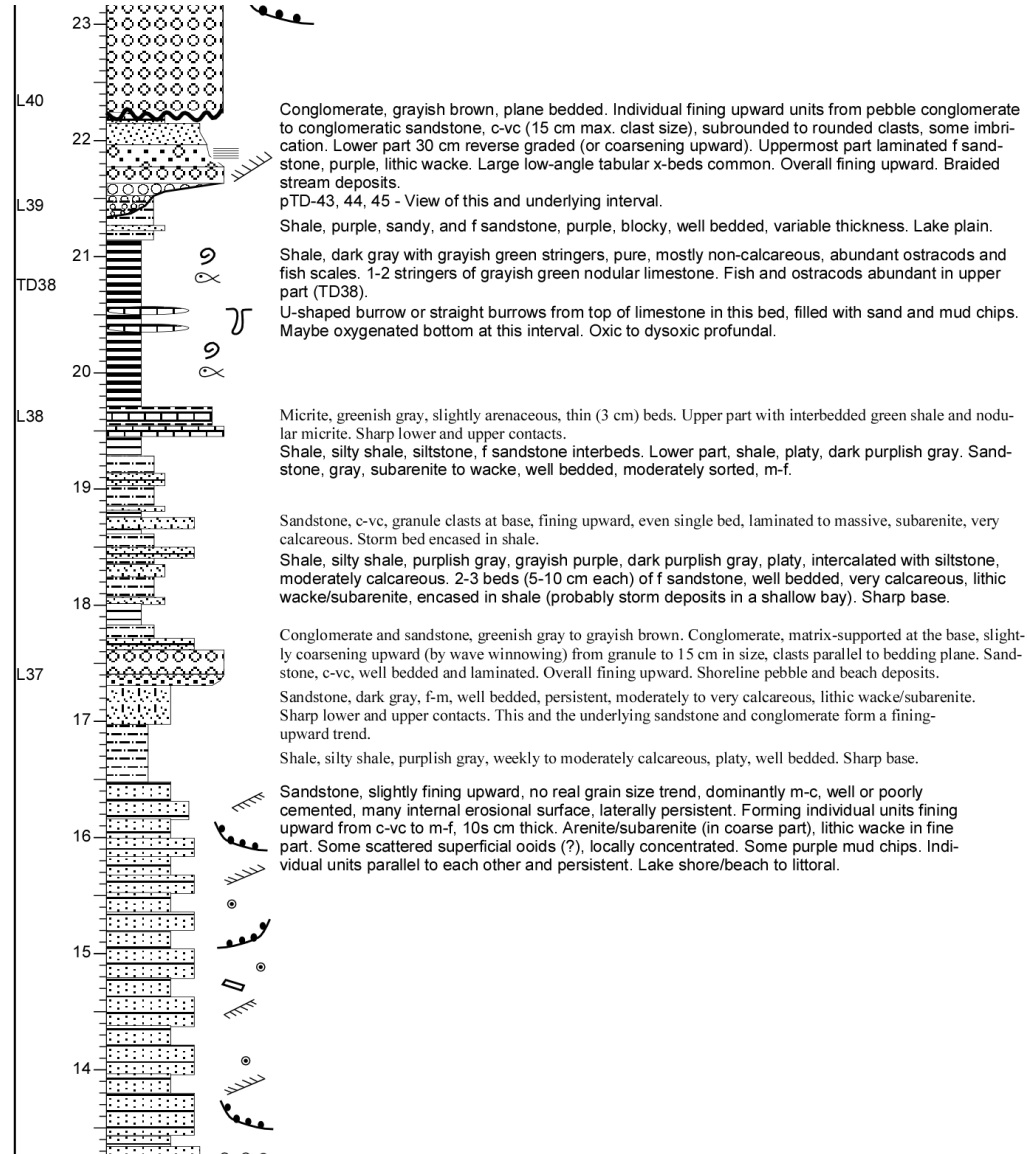 23
L40
Conglomerate, grayish brown, plane bedded. Individual fining upward units from pebble conglomerate
to conglomeratic sandstone, c-vc (15 cm max. clast size), subrounded to rounded clasts, some imbri-
22
cation. Lower part 30 cm reverse graded (or coarsening upward). Uppermost part laminated f sand-
stone, purple, lithic wacke. Large low-angle tabular x-beds common. Overall fining upward. Braided
stream deposits.
L39
pTD-43, 44, 45 - View of this and underlying interval.
Shale, purple, sandy, and f sandstone, purple, blocky, well bedded, variable thickness. Lake plain.
21
Shale, dark gray with grayish green stringers, pure, mostly non-calcareous, abundant ostracods and
fish scales. 1-2 stringers of grayish green nodular limestone. Fish and ostracods abundant in upper
TD38
part (TD38).
U-shaped burrow or straight burrows from top of limestone in this bed, filled with sand and mud chips.
Maybe oxygenated bottom at this interval. Oxic to dysoxic profundal.
20
L38
Micrite, greenish gray, slightly arenaceous, thin (3 cm) beds. Upper part with interbedded green shale and nodu-
lar micrite. Sharp lower and upper contacts.
Shale, silty shale, siltstone, f sandstone interbeds. Lower part, shale, platy, dark purplish gray. Sand-
stone, gray, subarenite to wacke, well bedded, moderately sorted, m-f.
19
Sandstone, c-vc, granule clasts at base, fining upward, even single bed, laminated to massive, subarenite, very
calcareous. Storm bed encased in shale.
Shale, silty shale, purplish gray, grayish purple, dark purplish gray, platy, intercalated with siltstone,
moderately calcareous. 2-3 beds (5-10 cm each) of f sandstone, well bedded, very calcareous, lithic
wacke/subarenite, encased in shale (probably storm deposits in a shallow bay). Sharp base.
18
Conglomerate and sandstone, greenish gray to grayish brown. Conglomerate, matrix-supported at the base, slight-
ly coarsening upward (by wave winnowing) from granule to 15 cm in size, clasts parallel to bedding plane. Sand-
L37
stone, c-vc, well bedded and laminated. Overall fining upward. Shoreline pebble and beach deposits.
Sandstone, dark gray, f-m, well bedded, persistent, moderately to very calcareous, lithic wacke/subarenite.
17
Sharp lower and upper contacts. This and the underlying sandstone and conglomerate form a fining-
upward trend.
Shale, silty shale, purplish gray, weekly to moderately calcareous, platy, well bedded. Sharp base.
Sandstone, slightly fining upward, no real grain size trend, dominantly m-c, well or poorly
cemented, many internal erosional surface, laterally persistent. Forming individual units fining
16
upward from c-vc to m-f, 10s cm thick. Arenite/subarenite (in coarse part), lithic wacke in fine
part. Some scattered superficial ooids (?), locally concentrated. Some purple mud chips. Indi-
vidual units parallel to each other and persistent. Lake shore/beach to littoral.
15
14